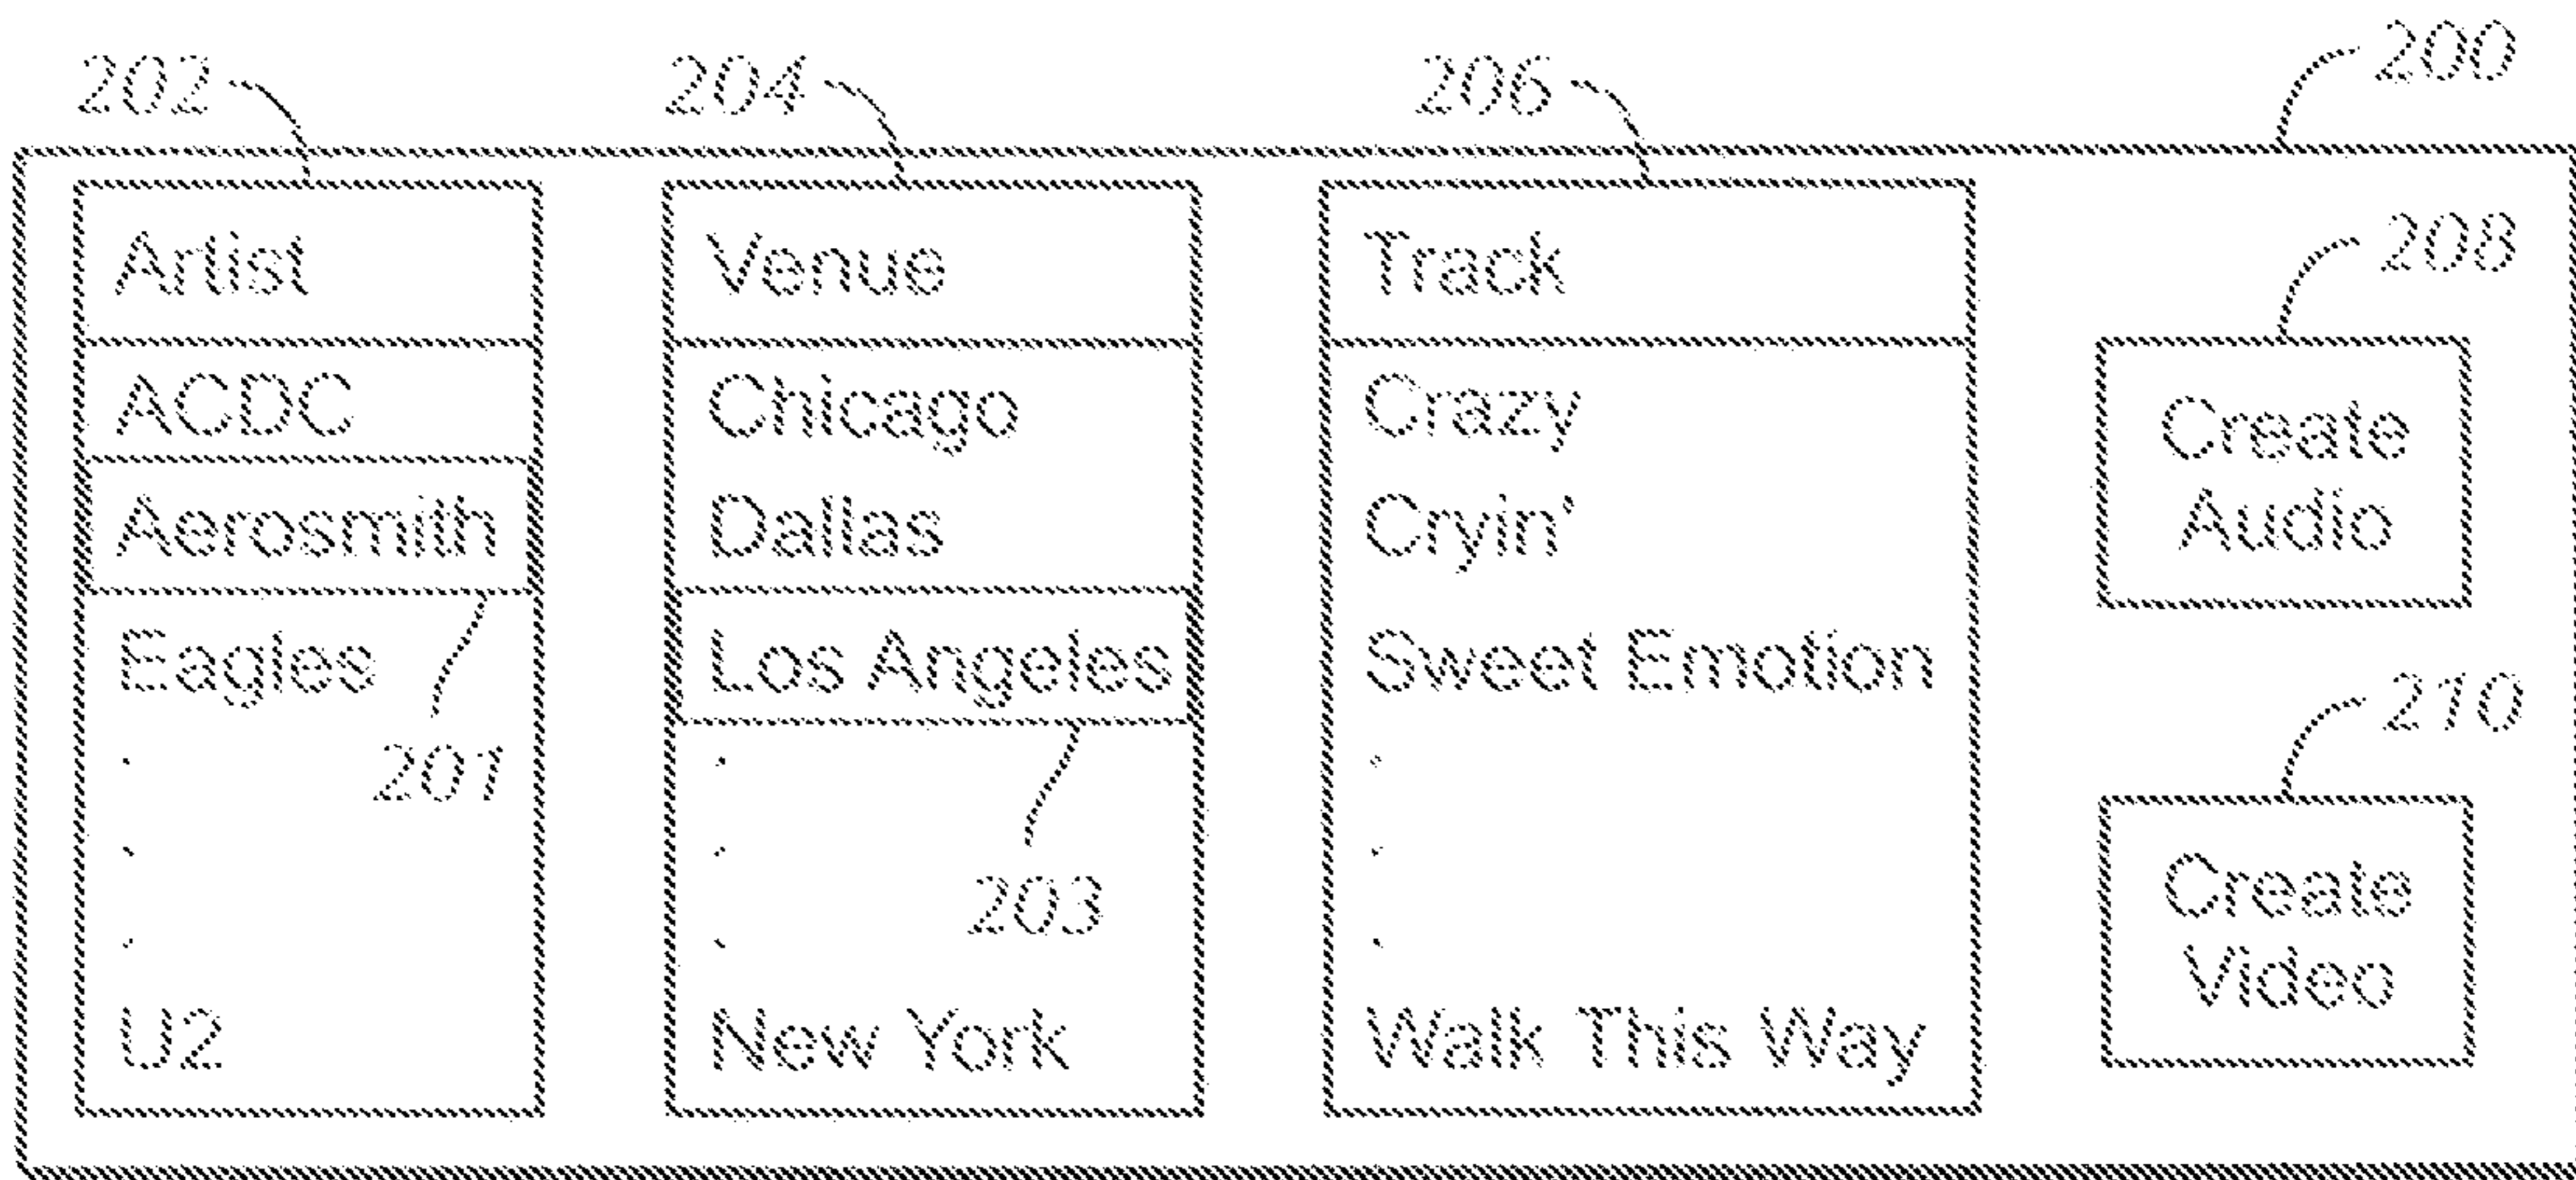 202
204
206
200
Artist
ACDC
Aerosmith
Eagles
.
.
.
U2
201
Venue
Chicago
Dallas
Los Angeles
.
.
.
New York
203
Track
Crazy
Cryin'
Sweet Emotion
.
.
.
Walk This Way
208
Create
Audio
210
Create
Video